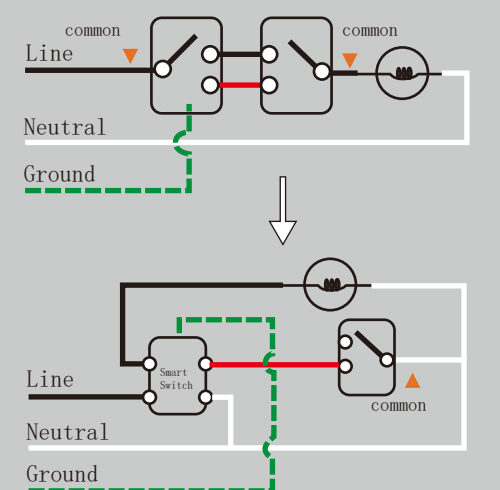 common
common
Line
Neutral
Ground
Smart
Switch
Line
common
Neutral
Ground